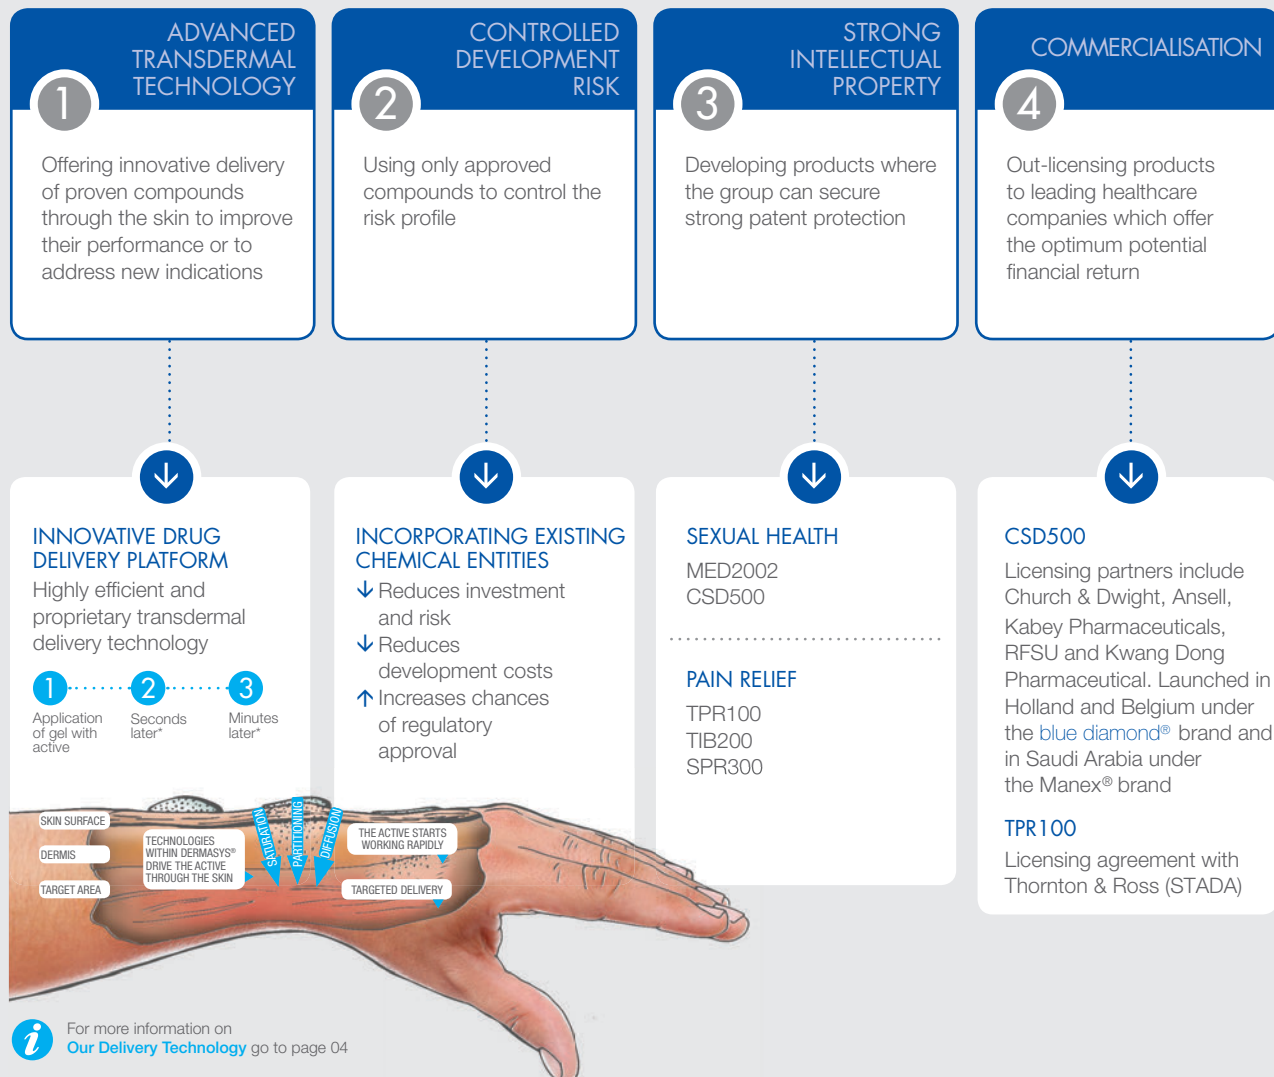 ADVANCED
TRANSDERMAL
TECHNOLOGY
1
Offering innovative delivery
of proven compounds
through the skin to improve
their performance or to
address new indications
CONTROLLED
DEVELOPMENT
RISK
2
Using only approved
compounds to control the
risk profile
STRONG
INTELLECTUAL
PROPERTY
3
Developing products where
the group can secure
strong patent protection
COMMERCIALISATION
4
Out-licensing products
to leading healthcare
companies which offer
the optimum potential
financial return
INNOVATIVE DRUG
DELIVERY PLATFORM
Highly efficient and
proprietary transdermal
delivery technology
1
2
3
Application
of gel with
active
Seconds
later*
Minutes
later*
SKIN SURFACE
DERMIS
TARGET AREA
TECHNOLOGIES
WITHIN DERMASYS®
DRIVE THE ACTIVE
THROUGH THE SKIN
SATURATION
PARTITIONING
DIFFUSION
THE ACTIVE STARTS
WORKING RAPIDLY
TARGETED DELIVERY
INCORPORATING EXISTING
CHEMICAL ENTITIES
↓ Reduces investment
and risk
↓ Reduces
development costs
↑ Increases chances
of regulatory
approval
SEXUAL HEALTH
MED2002
CSD500
PAIN RELIEF
TPR100
TIB200
SPR300
CSD500
Licensing partners include
Church & Dwight, Ansell,
Kabey Pharmaceuticals,
RFSU and Kwang Dong
Pharmaceutical. Launched in
Holland and Belgium under
the blue diamond® brand and
in Saudi Arabia under
the Manex® brand
TPR100
Licensing agreement with
Thornton & Ross (STADA)
i
For more information on
Our Delivery Technology go to page 04